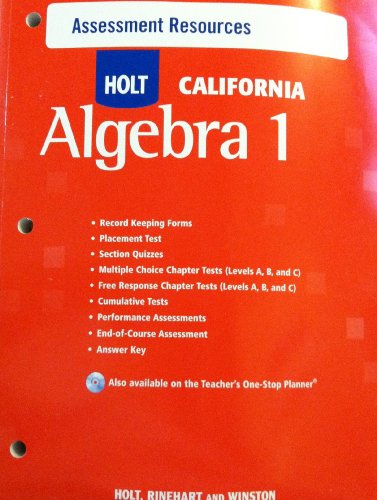 Assessment Resources
HOLT CALIFORNIA
Algebra 1
• Record Keeping Forms
• Placement Test
• Section Quizzes
• Multiple Choice Chapter Tests (Levels A, B, and C)
• Free Response Chapter Tests (Levels A, B, and C)
• Cumulative Tests
• Performance Assessments
• End-of-Course Assessment
• Answer Key
Also available on the Teacher's One-Stop Planner®
HOLT, RINEHART AND WINSTON